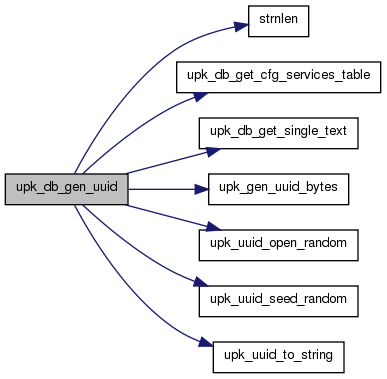 strnlen
upk_db_get_cfg_services_table
upk_db_get_single_text
upk_db_gen_uuid
upk_gen_uuid_bytes
upk_uuid_open_random
upk_uuid_seed_random
upk_uuid_to_string